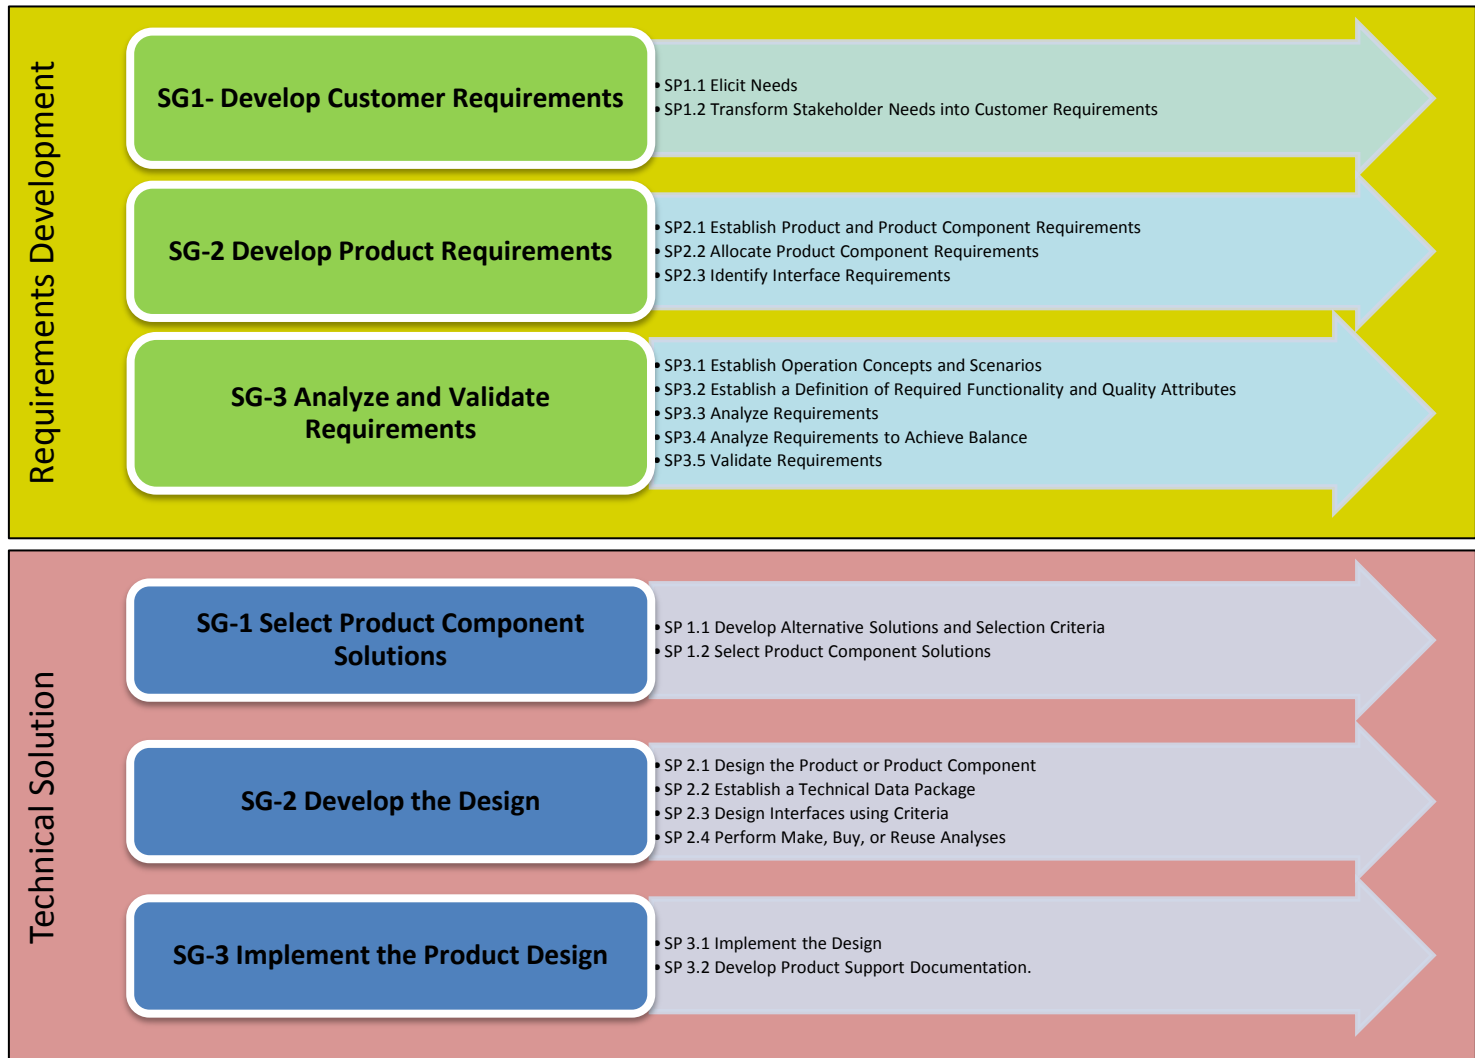 Requirements Development
SG1- Develop Customer Requirements
• SP1.1 Elicit Needs
• SP1.2 Transform Stakeholder Needs into Customer Requirements
SG-2 Develop Product Requirements
• SP2.1 Establish Product and Product Component Requirements
• SP2.2 Allocate Product Component Requirements
• SP2.3 Identify Interface Requirements
SG-3 Analyze and Validate
Requirements
• SP3.1 Establish Operation Concepts and Scenarios
• SP3.2 Establish a Definition of Required Functionality and Quality Attributes
• SP3.3 Analyze Requirements
• SP3.4 Analyze Requirements to Achieve Balance
• SP3.5 Validate Requirements
Technical Solution
SG-1 Select Product Component
Solutions
• SP 1.1 Develop Alternative Solutions and Selection Criteria
• SP 1.2 Select Product Component Solutions
SG-2 Develop the Design
• SP 2.1 Design the Product or Product Component
• SP 2.2 Establish a Technical Data Package
• SP 2.3 Design Interfaces using Criteria
• SP 2.4 Perform Make, Buy, or Reuse Analyses
SG-3 Implement the Product Design
• SP 3.1 Implement the Design
• SP 3.2 Develop Product Support Documentation.